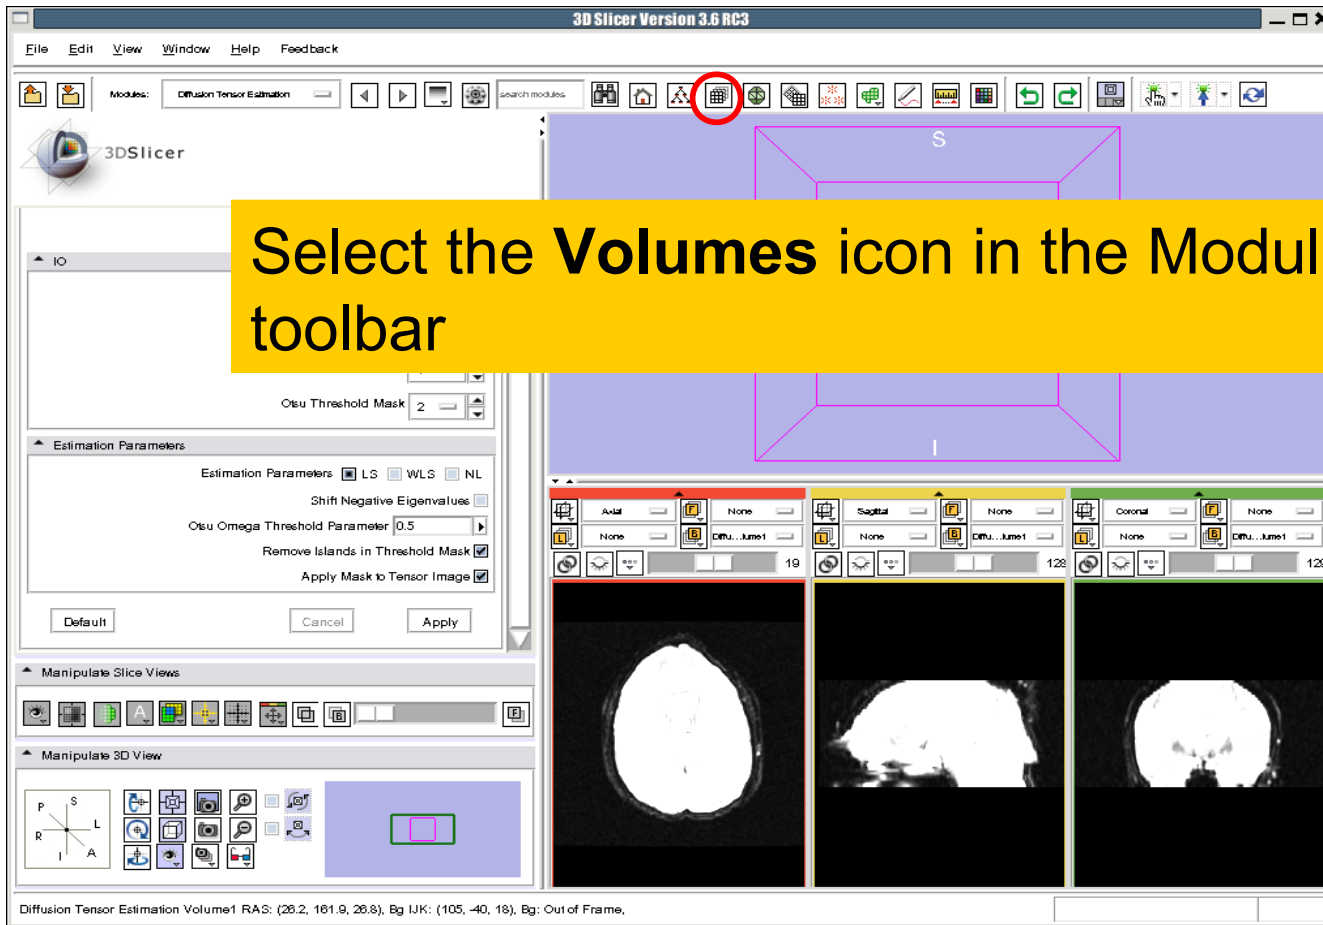 3D Slicer Version 3.6 RC3
File Edit View Window Help Feedback
Modules: Diffusion Tensor Estimation search modules
3DSlicer
S
Select the Volumes icon in the Modul
toolbar
IO
Otsu Threshold Mask 2
I
Estimation Parameters
Estimation Parameters LS WLS NL
Shift Negative Eigenvalues
Otsu Omega Threshold Parameter 0.5
Remove Islands in Threshold Mask
Apply Mask to Tensor Image
Default Cancel Apply
Axial F None Sagittal F None Coronal F None
L None B Diffu...lume1 L None B Diffu...lume1 L None B Diffu...lume1
19 128 128
Manipulate Slice Views
A B F
Manipulate 3D View
P S
R L
I A
Diffusion Tensor Estimation Volume1 RAS: (26.2, 161.9, 26.8), Bg IJK: (105, -40, 18), Bg: Out of Frame,